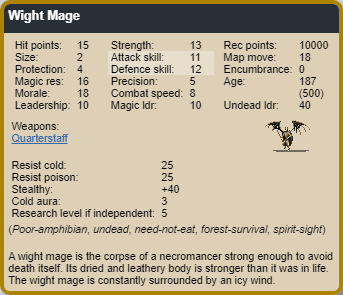 Wight Mage
Hit points: 15 Strength: 13 Rec points: 10000
Size: 2 Attack skill: 11 Map move: 18
Protection: 4 Defence skill: 12 Encumbrance: 0
Magic res: 16 Precision: 5 Age: 187
Morale: 18 Combat speed: 8 (500)
Leadership: 10 Magic ldr: 10 Undead ldr: 40
Weapons:
Quarterstaff
Resist cold: 25
Resist poison: 25
Stealthy: +40
Cold aura: 3
Research level if independent: 5
(Poor-amphibian, undead, need-not-eat, forest-survival, spirit-sight)
A wight mage is the corpse of a necromancer strong enough to avoid
death itself. Its dried and leathery body is stronger than it was in life.
The wight mage is constantly surrounded by an icy wind.